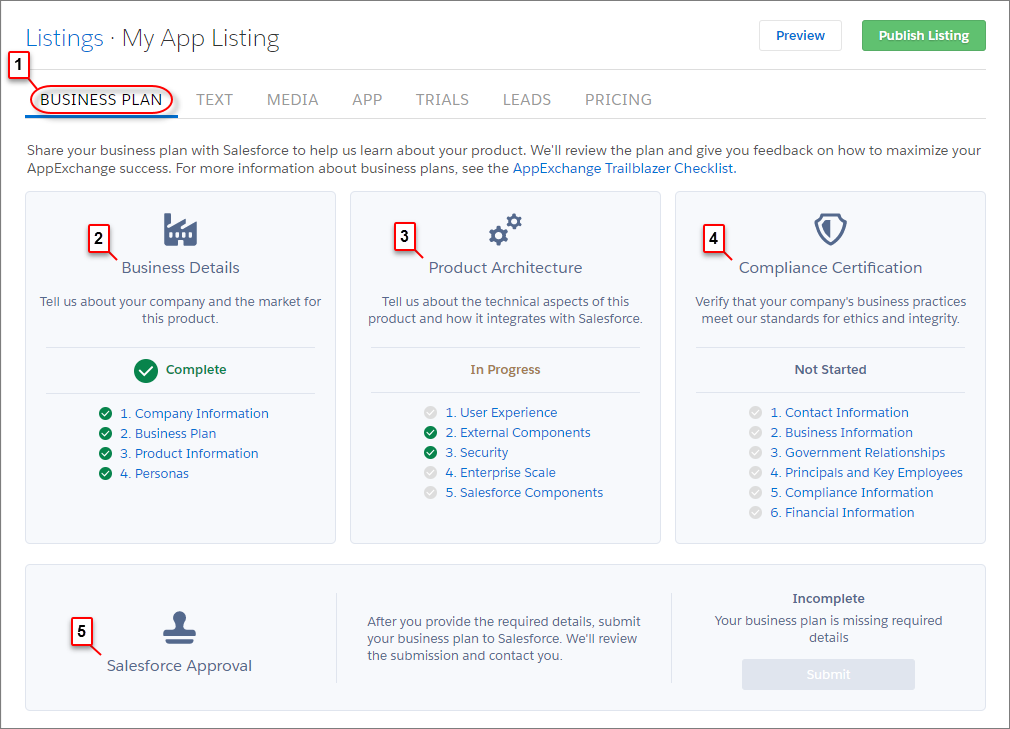 Listings · My App Listing
Preview
Publish Listing
1
BUSINESS PLAN TEXT MEDIA APP TRIALS LEADS PRICING
Share your business plan with Salesforce to help us learn about your product. We'll review the plan and give you feedback on how to maximize your
AppExchange success. For more information about business plans, see the AppExchange Trailblazer Checklist.
2
Business Details
Tell us about your company and the market for
this product.
Complete
1. Company Information
2. Business Plan
3. Product Information
4. Personas
3
Product Architecture
Tell us about the technical aspects of this
product and how it integrates with Salesforce.
In Progress
1. User Experience
2. External Components
3. Security
4. Enterprise Scale
5. Salesforce Components
4
Compliance Certification
Verify that your company's business practices
meet our standards for ethics and integrity.
Not Started
1. Contact Information
2. Business Information
3. Government Relationships
4. Principals and Key Employees
5. Compliance Information
6. Financial Information
5
Salesforce Approval
After you provide the required details, submit
your business plan to Salesforce. We'll review
the submission and contact you.
Incomplete
Your business plan is missing required
details
Submit